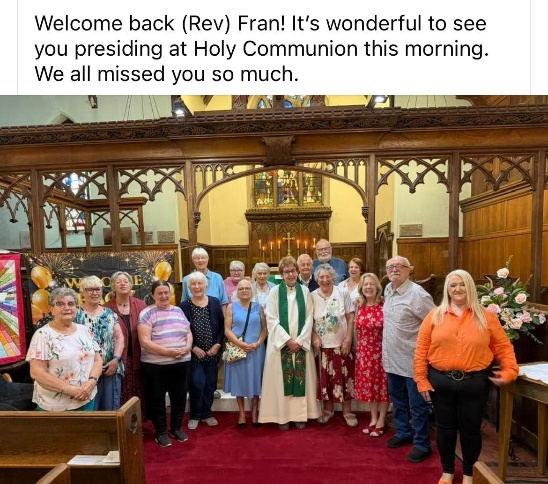 Welcome back (Rev) Fran! It's wonderful to see
you presiding at Holy Communion this morning.
We all missed you so much.
WELCOME